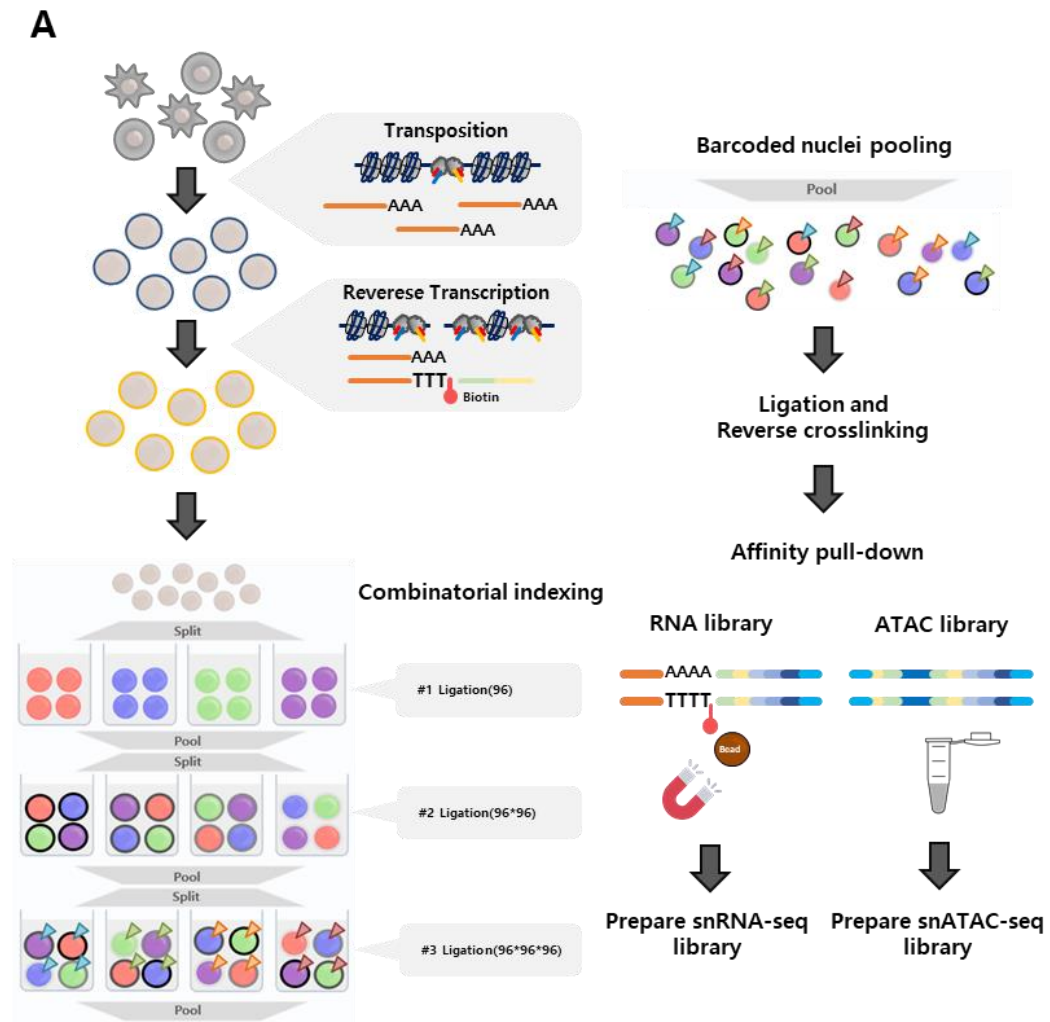 A
Transposition
AAA
AAA
AAA
Reverese Transcription
AAA
TTT
Biotin
Combinatorial indexing
Split
#1 Ligation(96)
Pool
Split
#2 Ligation(96*96)
Pool
Split
#3 Ligation(96*96*96)
Pool
Barcoded nuclei pooling
Pool
Ligation and
Reverse crosslinking
Affinity pull-down
RNA library
AAAA
TTTT
Bead
Prepare snRNA-seq
library
ATAC library
Prepare snATAC-seq
library